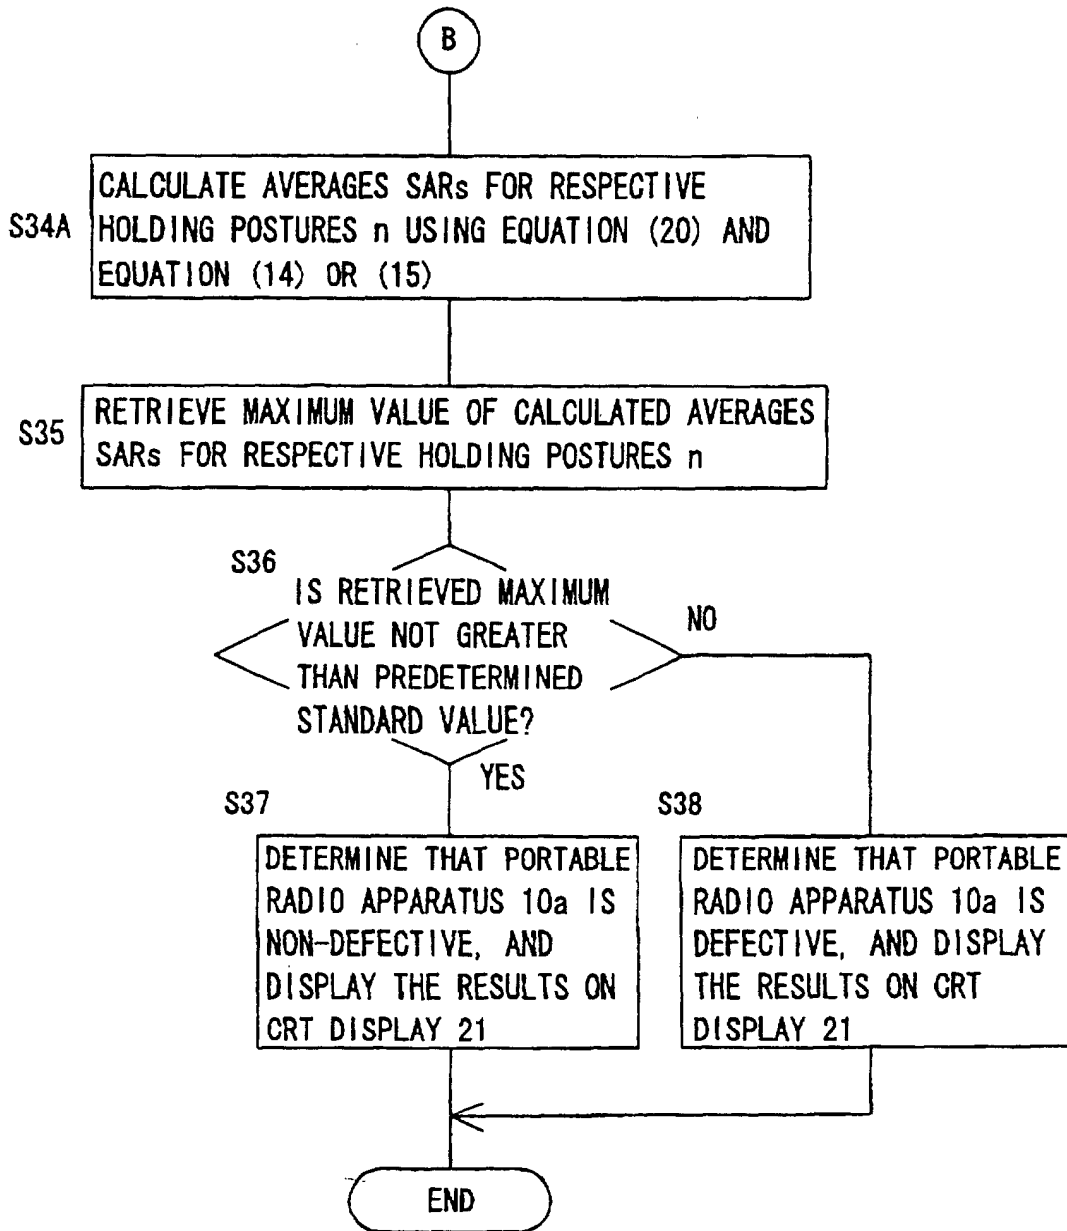 B
S34A
CALCULATE AVERAGES SARs FOR RESPECTIVE
HOLDING POSTURES n USING EQUATION (20) AND
EQUATION (14) OR (15)
S35
RETRIEVE MAXIMUM VALUE OF CALCULATED AVERAGES
SARs FOR RESPECTIVE HOLDING POSTURES n
S36
IS RETRIEVED MAXIMUM
VALUE NOT GREATER
THAN PREDETERMINED
STANDARD VALUE?
NO
YES
S37
DETERMINE THAT PORTABLE
RADIO APPARATUS 10a IS
NON-DEFECTIVE, AND
DISPLAY THE RESULTS ON
CRT DISPLAY 21
S38
DETERMINE THAT PORTABLE
RADIO APPARATUS 10a IS
DEFECTIVE, AND DISPLAY
THE RESULTS ON CRT
DISPLAY 21
END